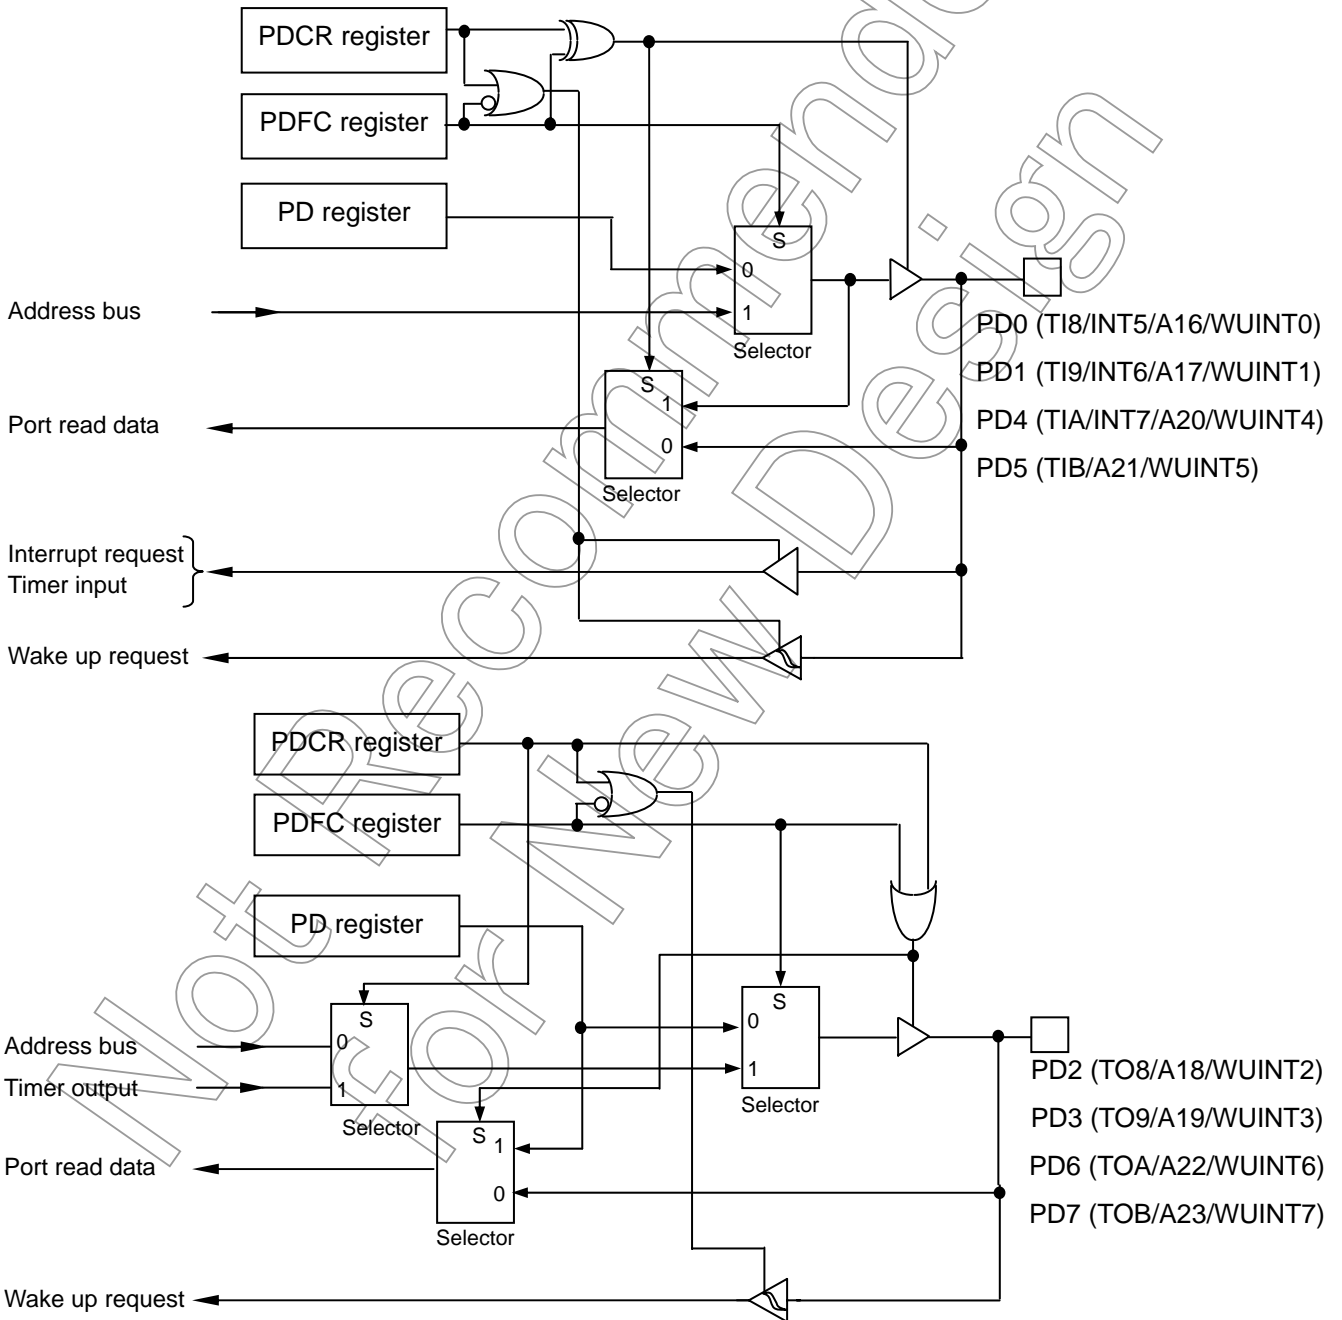 PDCR register
PDFC register
PD register
S
0
1
Selector
Address bus
PD0 (TI8/INT5/A16/WUINT0)
PD1 (TI9/INT6/A17/WUINT1)
PD4 (TIA/INT7/A20/WUINT4)
PD5 (TIB/A21/WUINT5)
S
1
0
Selector
Port read data
Interrupt request
Timer input
Wake up request
PDCR register
PDFC register
PD register
S
0
1
Selector
Address bus
Timer output
S
0
1
Selector
PD2 (TO8/A18/WUINT2)
PD3 (TO9/A19/WUINT3)
PD6 (TOA/A22/WUINT6)
PD7 (TOB/A23/WUINT7)
S
1
0
Selector
Port read data
Wake up request
Not Recommended
for New Design